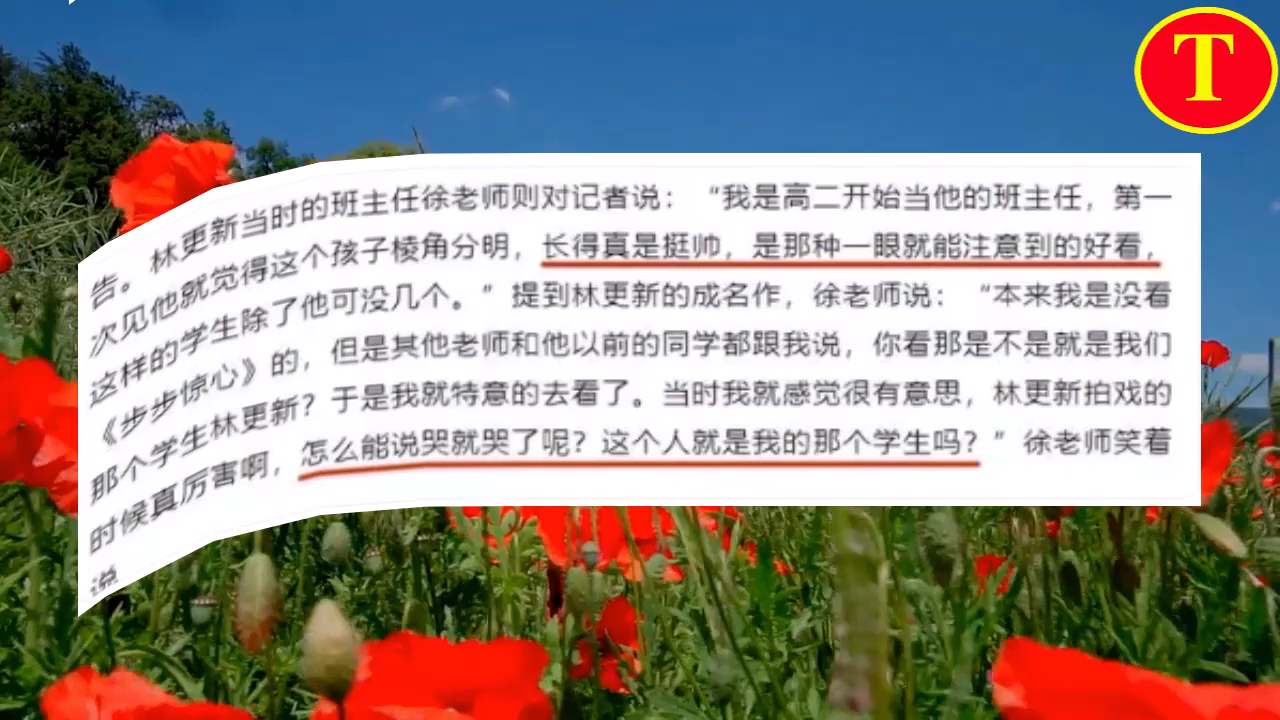 T
告。林更新当时的班主任徐老师则对记者说：“我是高二开始当他的班主任，第一
次见他就觉得这个孩子棱角分明，长得真是挺帅，是那种一眼就能注意到的好看，
这样的学生除了他可没几个。”提到林更新的成名作，徐老师说：“本来我是没看
《步步惊心》的，但是其他老师和他以前的同学都跟我说，你看那是不是就是我们
那个学生林更新？于是我就特意的去看了。当时我就感觉很有意思，林更新拍戏的
时候真厉害啊，怎么能说哭就哭了呢？这个人就是我的那个学生吗？”徐老师笑着
说